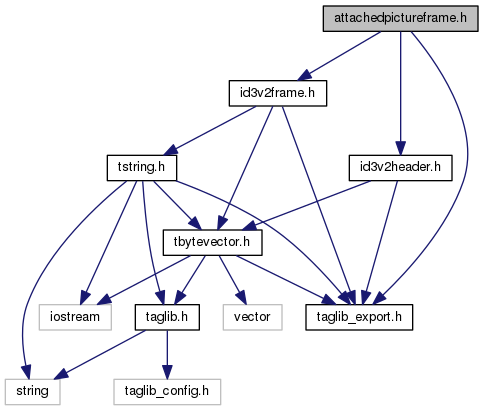 attachedpictureframe.h
id3v2frame.h
tstring.h
id3v2header.h
tbytevector.h
iostream
taglib.h
vector
taglib_export.h
string
taglib_config.h